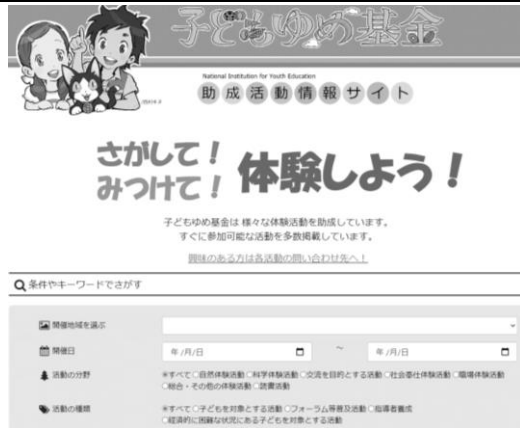 子どもゆめ基金
National Institution for Youth Education
助成活動情報サイト
さがして！
みつけて！
体験しよう！
子どもゆめ基金は 様々な体験活動を助成しています。
すぐに参加可能な活動を多数掲載しています。
興味のある方は各活動の問い合わせ先へ！
条件やキーワードでさがす
開催地域を選ぶ
開催日
年 /月/日
～
年 /月/日
活動の分野
すべて 自然体験活動 科学体験活動 交流を目的とする活動 社会奉仕体験活動 職場体験活動
総合・その他の体験活動 読書活動
活動の種類
すべて 子どもを対象とする活動 フォーラム等普及活動 指導者養成
経済的に困難な状況にある子どもを対象とする活動